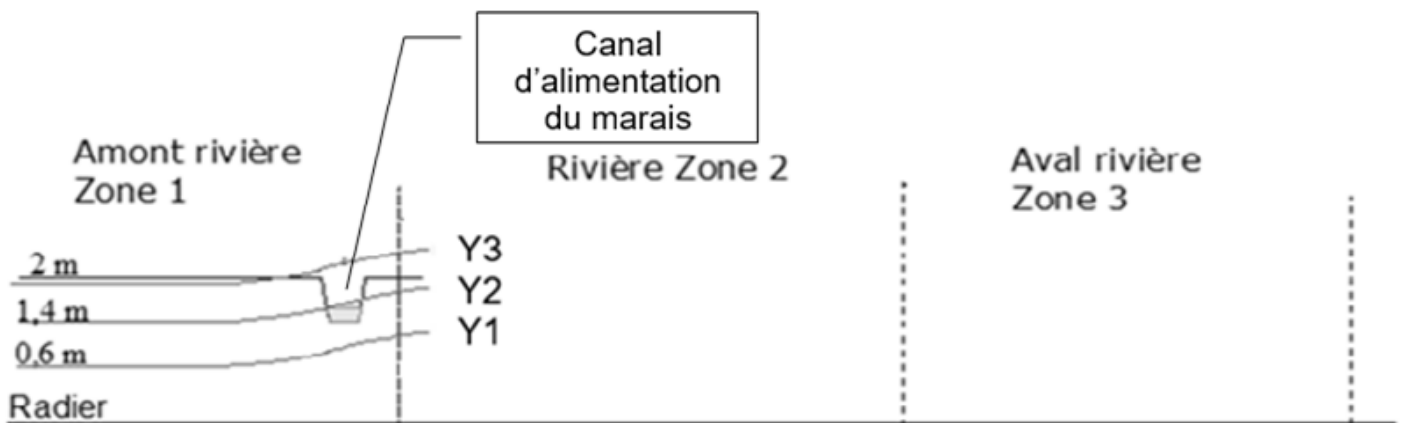 Canal
d'alimentation
du marais
Amont rivière
Zone 1
Rivière Zone 2
Aval rivière
Zone 3
Y3
2 m
Y2
1,4 m
Y1
0,6 m
Radier